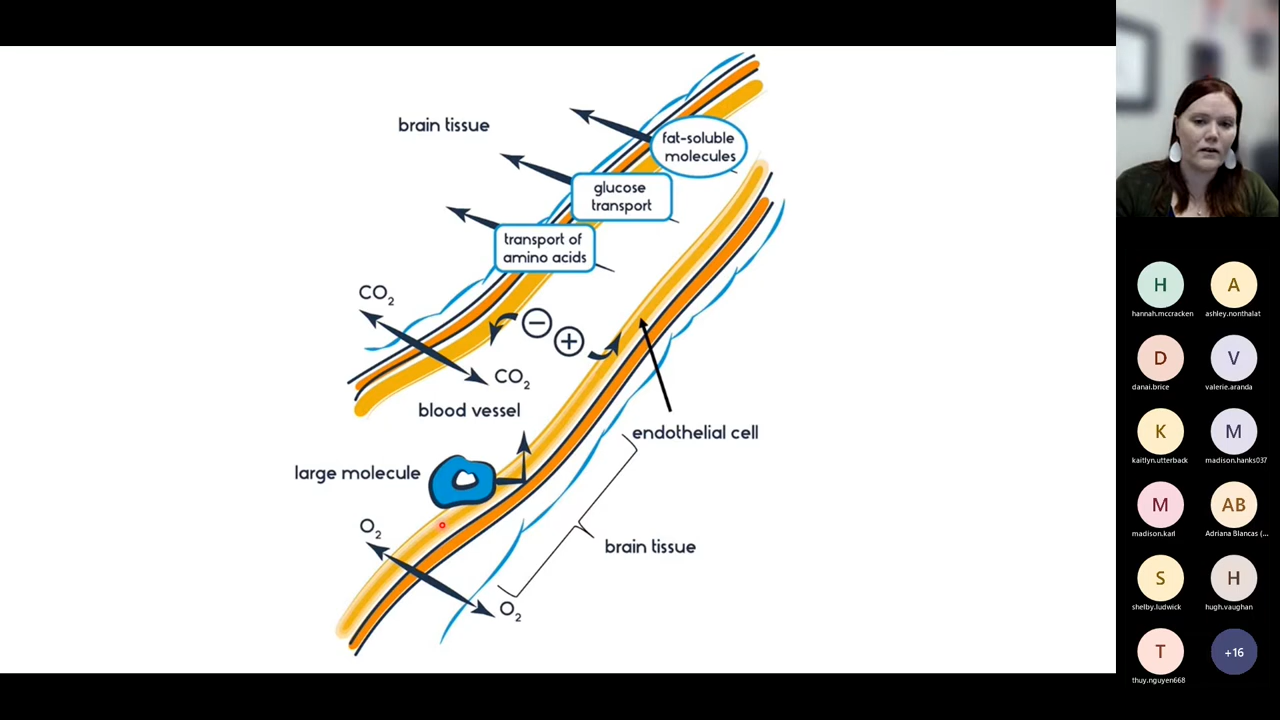 brain tissue
fat-soluble
molecules
glucose
transport
transport of
amino acids
CO₂
−
+
CO₂
blood vessel
endothelial cell
large molecule
O₂
brain tissue
O₂
H
hannah.mccracken
A
ashley.nonthalat
D
danai.brice
V
valerie.aranda
K
kaitlyn.utterback
M
madison.hanks037
M
madison.karl
AB
Adriana Blancas (...
S
shelby.ludwick
H
hugh.vaughan
T
thuy.nguyen668
+16